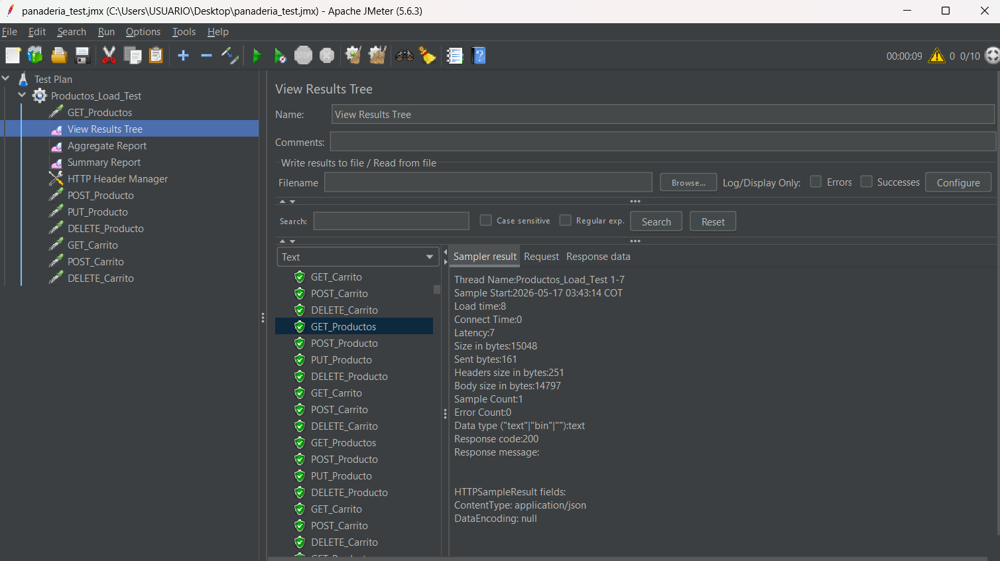 panaderia_test.jmx (C:\Users\USUARIO\Desktop\panaderia_test.jmx) - Apache JMeter (5.6.3)
File Edit Search Run Options Tools Help
STOP
00:00:09 0 0/10
Test Plan
Productos_Load_Test
GET_Productos
View Results Tree
Aggregate Report
Summary Report
HTTP Header Manager
POST_Producto
PUT_Producto
DELETE_Producto
GET_Carrito
POST_Carrito
DELETE_Carrito
View Results Tree
Name: View Results Tree
Comments:
Write results to file / Read from file
Filename Browse... Log/Display Only: Errors Successes Configure
Search: Case sensitive Regular exp. Search Reset
Text
GET_Carrito
POST_Carrito
DELETE_Carrito
GET_Productos
POST_Producto
PUT_Producto
DELETE_Producto
GET_Carrito
POST_Carrito
DELETE_Carrito
GET_Productos
POST_Producto
PUT_Producto
DELETE_Producto
GET_Carrito
POST_Carrito
DELETE_Carrito
Sampler result Request Response data
Thread Name:Productos_Load_Test 1-7
Sample Start:2026-05-17 03:43:14 COT
Load time:8
Connect Time:0
Latency:7
Size in bytes:15048
Sent bytes:161
Headers size in bytes:251
Body size in bytes:14797
Sample Count:1
Error Count:0
Data type ("text"|"bin"|""):text
Response code:200
Response message:
HTTPSampleResult fields:
ContentType: application/json
DataEncoding: null